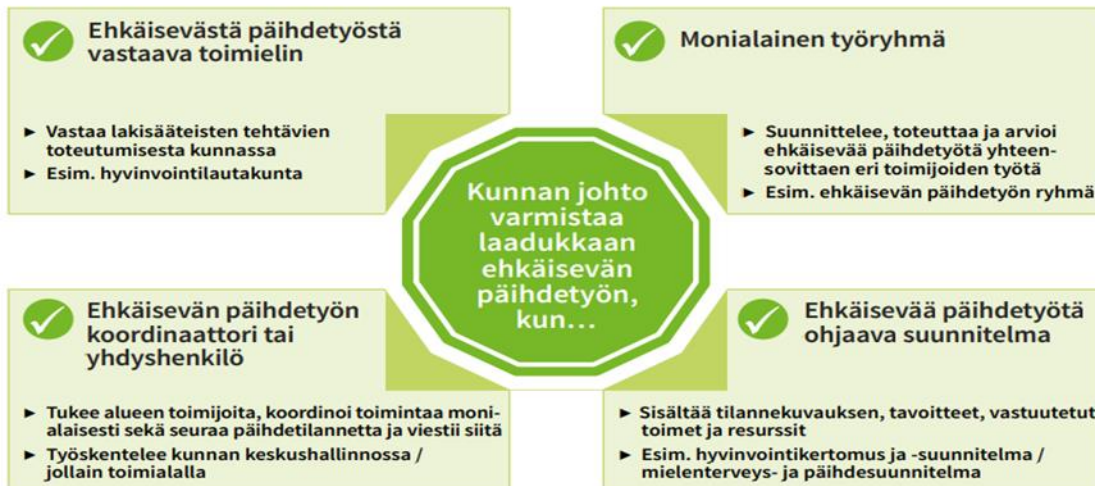 Ehkäisevästä päihdetyöstä
vastaava toimielin
► Vastaa lakisääteisten tehtävien
toteutumisesta kunnassa
► Esim. hyvinvointilautakunta
Monialainen työryhmä
► Suunnittelee, toteuttaa ja arvioi
ehkäisevää päihdetyötä yhteen-
sovittaen eri toimijoiden työtä
► Esim. ehkäisevän päihdetyön ryhmä
Kunnan johto
varmistaa
laadukkaan
ehkäisevän
päihdetyön,
kun...
Ehkäisevän päihdetyön
koordinaattori tai
yhdyshenkilö
► Tukee alueen toimijoita, koordinoi toimintaa moni-
alaisesti sekä seuraa päihdetilannetta ja viestii siitä
► Työskentelee kunnan keskushallinnossa /
jollain toimialalla
Ehkäisevää päihdetyötä
ohjaava suunnitelma
► Sisältää tilannekuvauksen, tavoitteet, vastuutetut
toimet ja resurssit
► Esim. hyvinvointikertomus ja -suunnitelma /
mielenterveys- ja päihdesuunnitelma